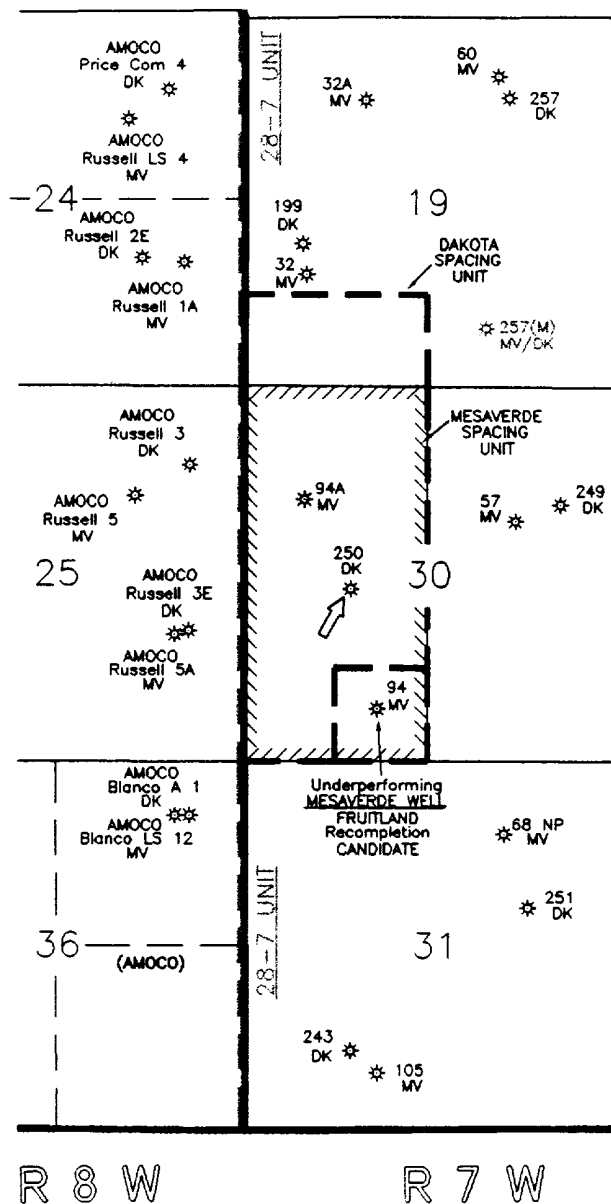 AMOCO
Price Com 4
DK
AMOCO
Russell LS 4
MV
24
AMOCO
Russell 2E
DK
AMOCO
Russell 1A
MV
28-7 UNIT
32A
MV
60
MV
257
DK
199
DK
32
MV
19
DAKOTA
SPACING
UNIT
257(M)
MV/DK
AMOCO
Russell 3
DK
AMOCO
Russell 5
MV
25
AMOCO
Russell 3E
DK
AMOCO
Russell 5A
MV
MESAVERDE
SPACING
UNIT
94A
MV
57
MV
249
DK
250
DK
30
94
MV
AMOCO
Blanco A 1
DK
AMOCO
Blanco LS 12
MV
Underperforming
MESAVERDE WELL
FRUITLAND
Recompletion
CANDIDATE
68 NP
MV
251
DK
36
(AMOCO)
28-7 UNIT
31
243
DK
105
MV
R 8 W
R 7 W